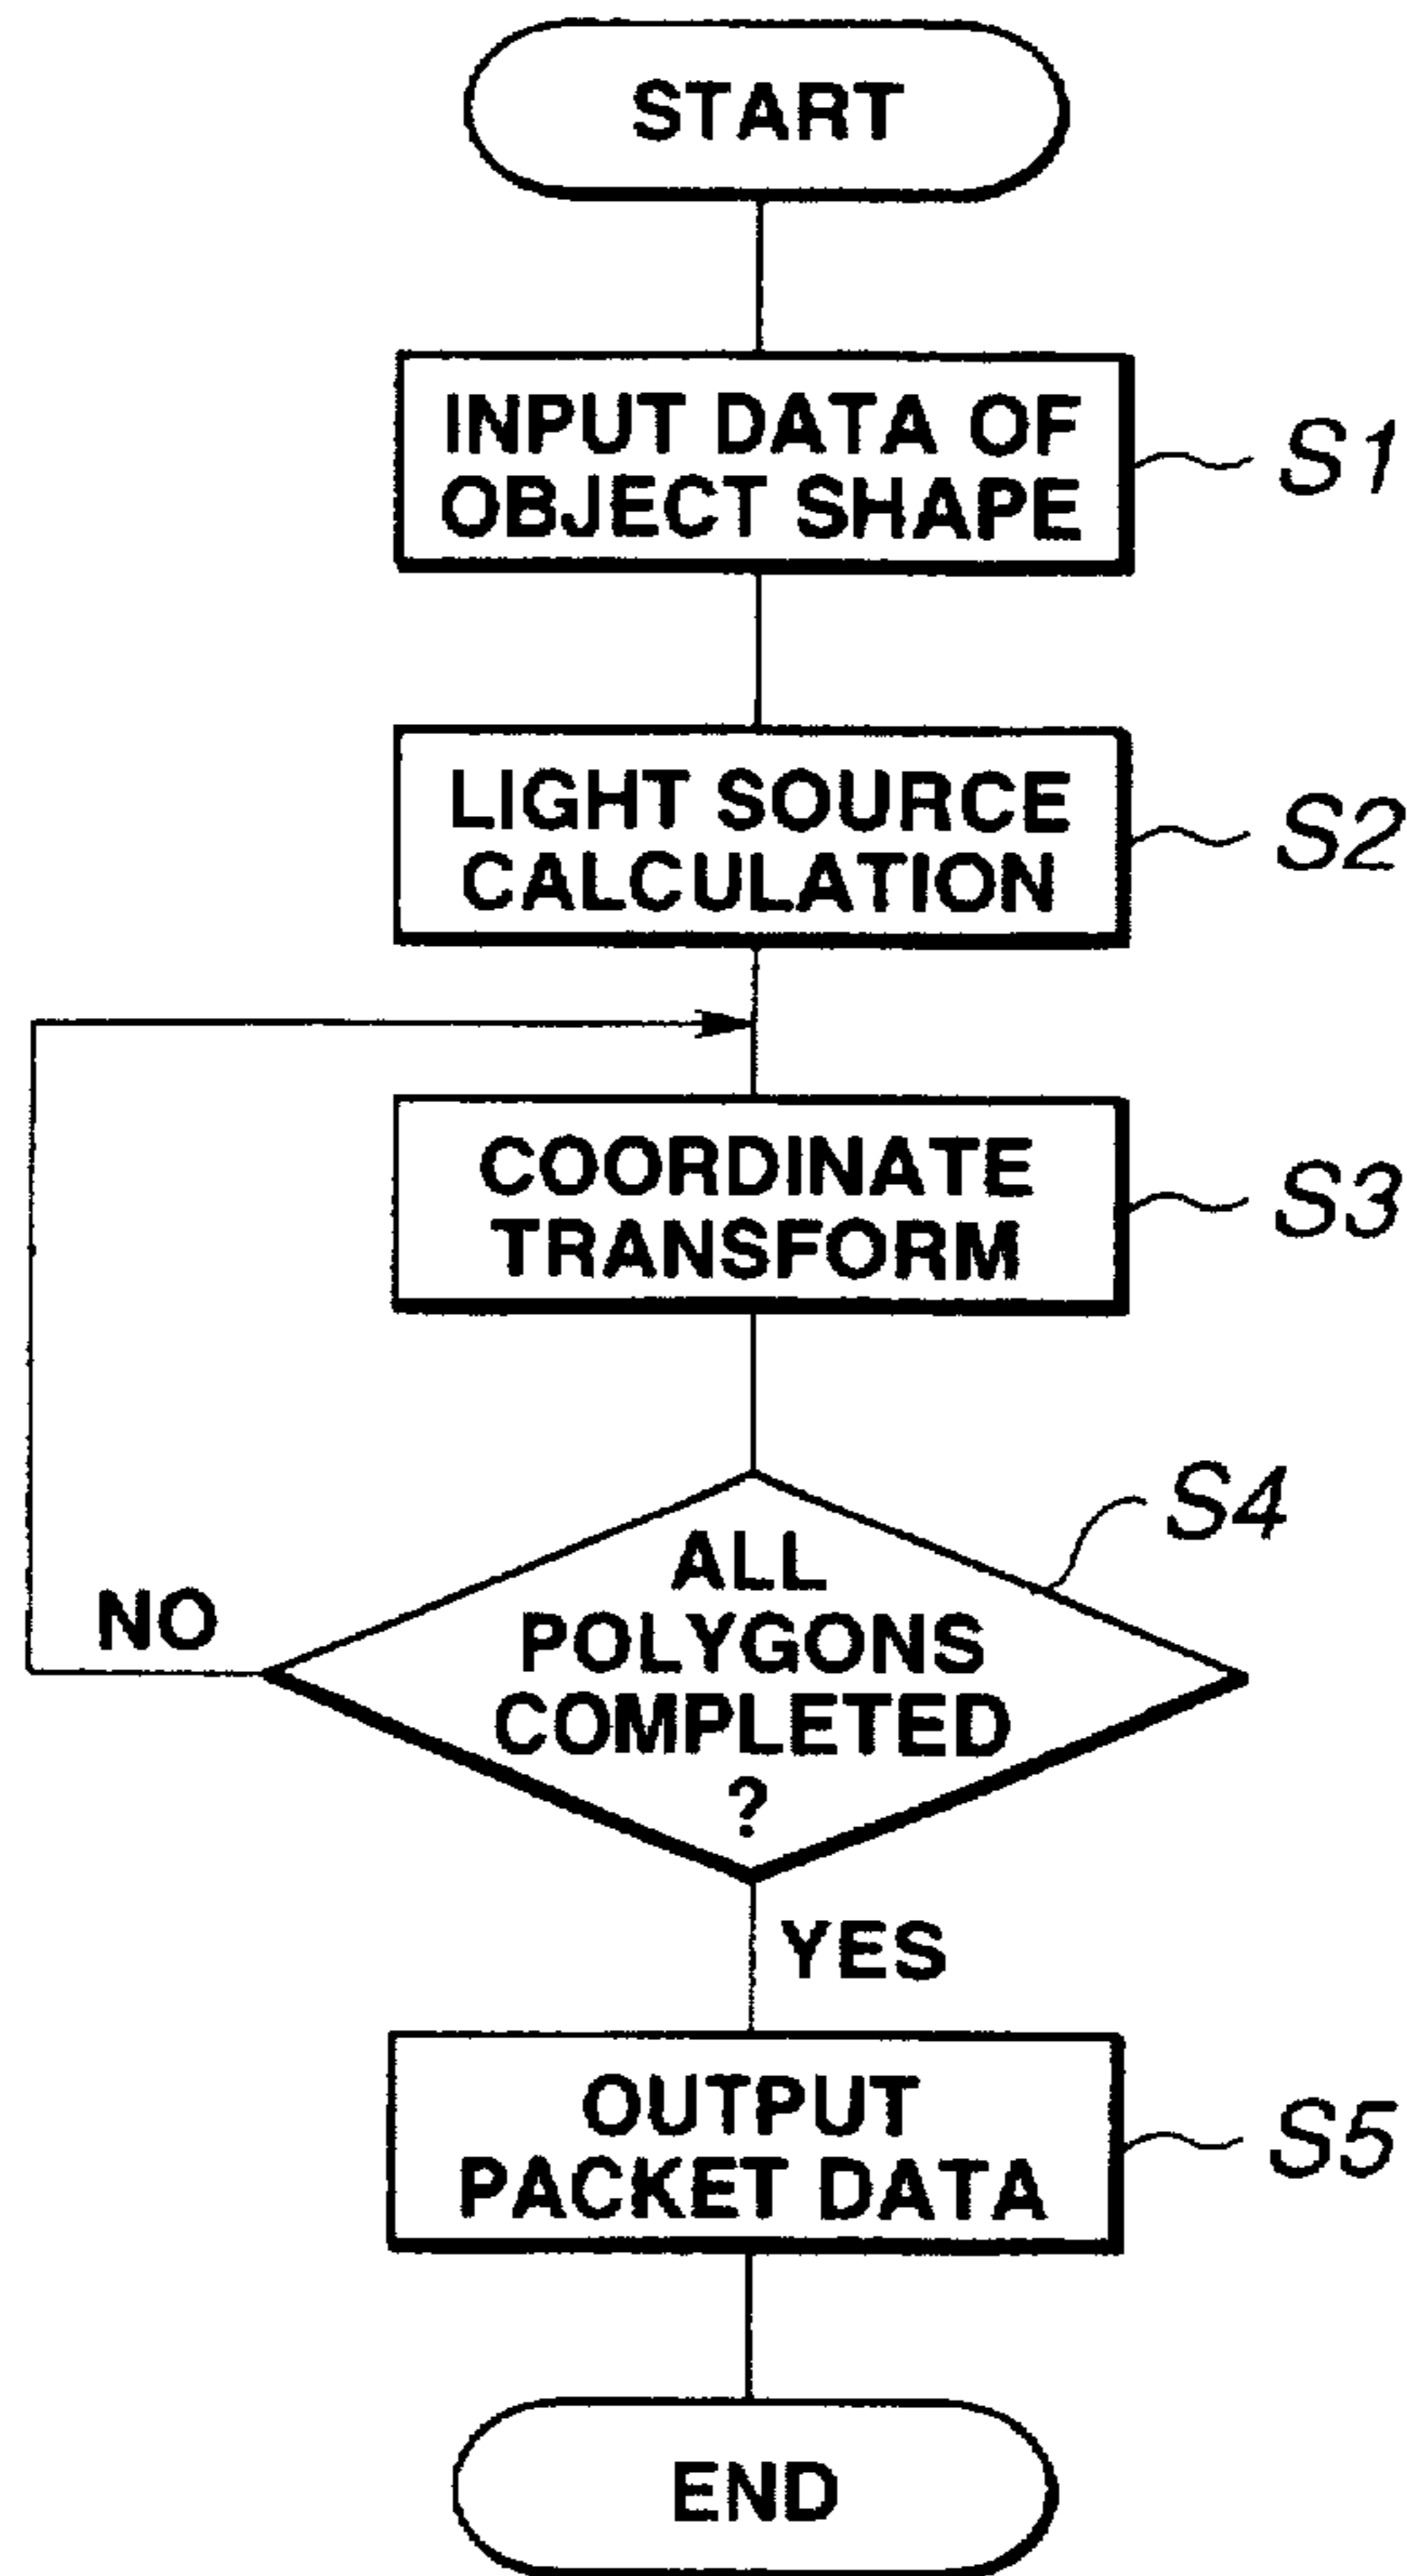 START
INPUT DATA OF
OBJECT SHAPE
S1
LIGHT SOURCE
CALCULATION
S2
COORDINATE
TRANSFORM
S3
ALL
POLYGONS
COMPLETED
?
S4
NO
YES
OUTPUT
PACKET DATA
S5
END